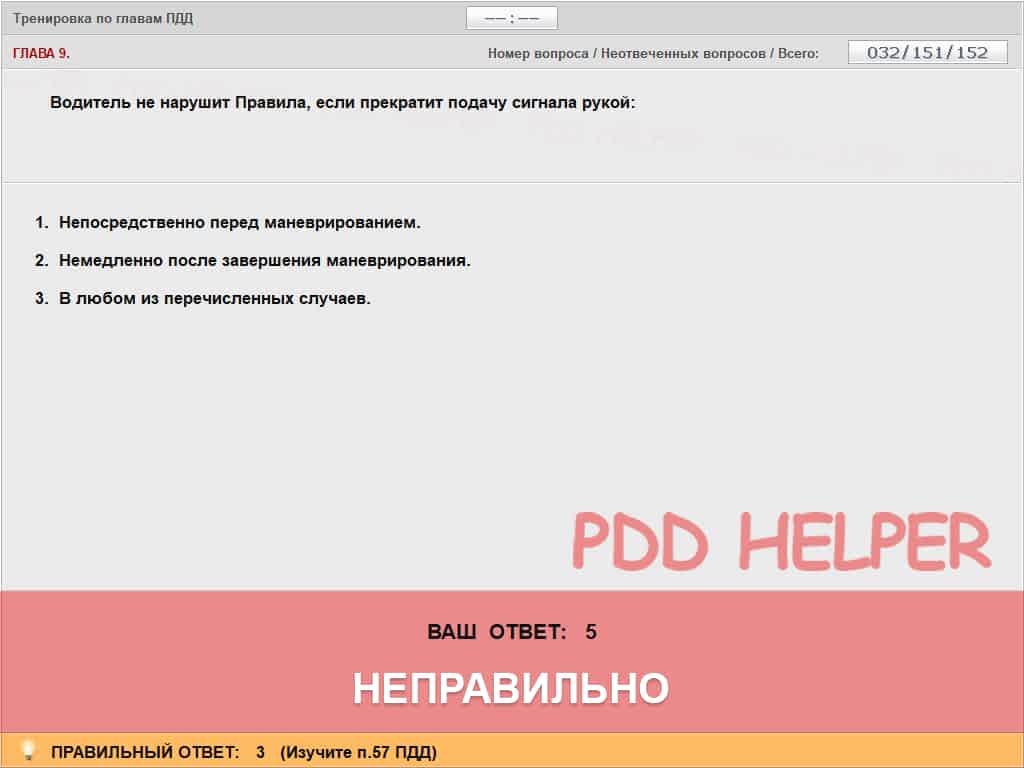 Тренировка по главам ПДД
–– : ––
ГЛАВА 9.
Номер вопроса / Неотвеченных вопросов / Всего: 032/151/152
Водитель не нарушит Правила, если прекратит подачу сигнала рукой:
1. Непосредственно перед маневрированием.
2. Немедленно после завершения маневрирования.
3. В любом из перечисленных случаев.
PDD HELPER
ВАШ ОТВЕТ: 5
НЕПРАВИЛЬНО
ПРАВИЛЬНЫЙ ОТВЕТ: 3 (Изучите п.57 ПДД)